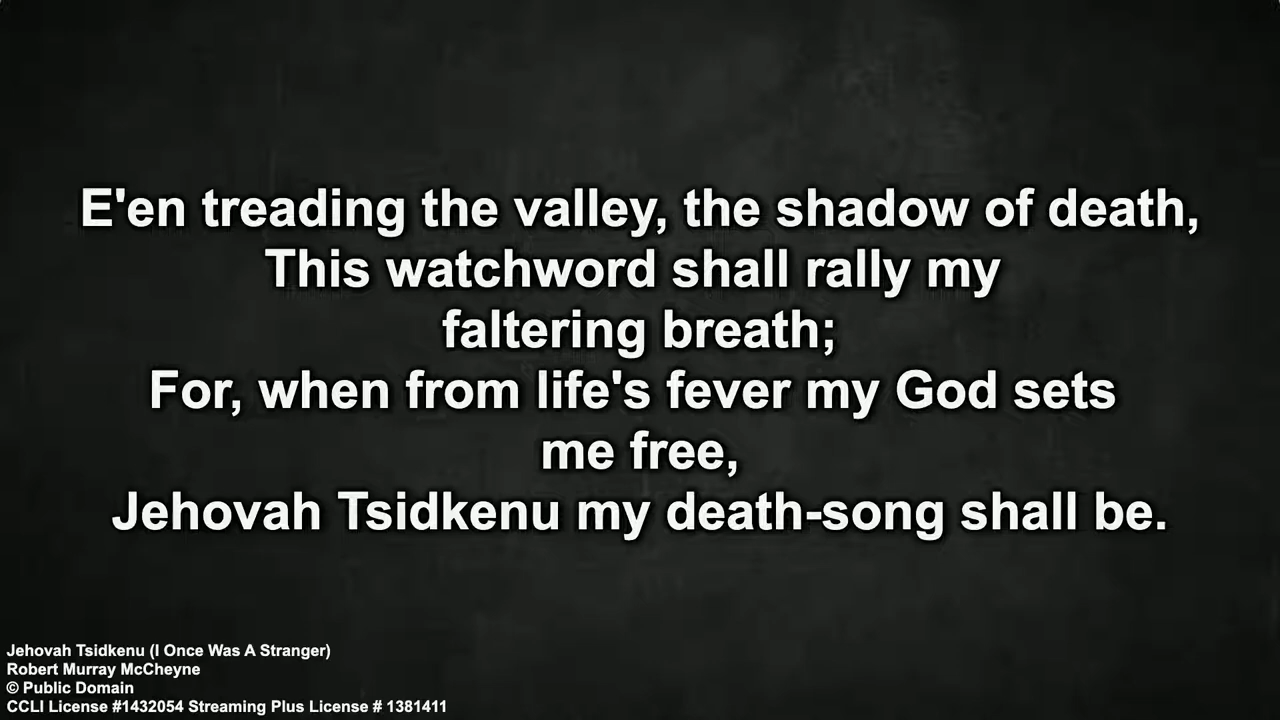 E'en treading the valley, the shadow of death,
This watchword shall rally my
faltering breath;
For, when from life's fever my God sets
me free,
Jehovah Tsidkenu my death-song shall be.
Jehovah Tsidkenu (I Once Was A Stranger)
Robert Murray McCheyne
© Public Domain
CCLI License #1432054 Streaming Plus License # 1381411